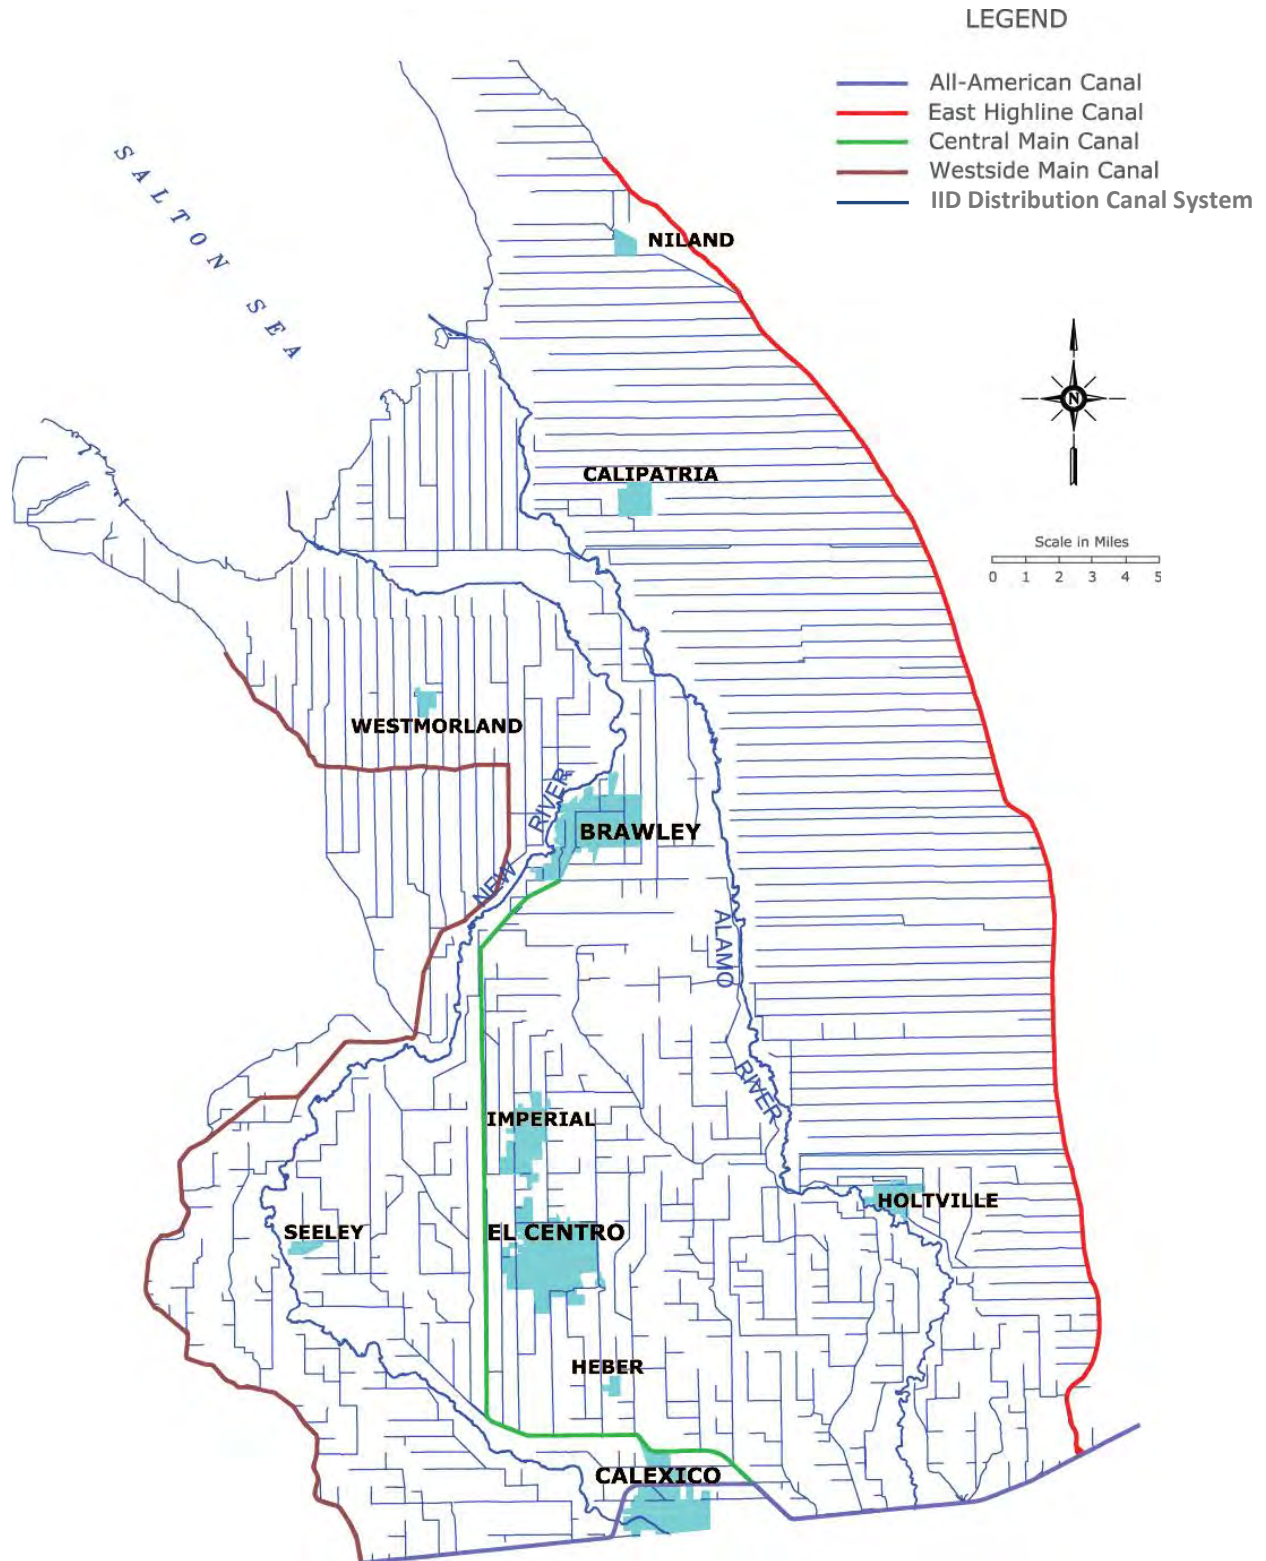 LEGEND
All-American Canal
East Highline Canal
Central Main Canal
Westside Main Canal
IID Distribution Canal System
SALTON SEA
NILAND
N
CALIPATRIA
Scale in Miles
0 1 2 3 4 5
WESTMORLAND
NEW RIVER
BRAWLEY
ALAMO RIVER
IMPERIAL
HOLTVILLE
SEELEY
EL CENTRO
HEBER
CALEXICO